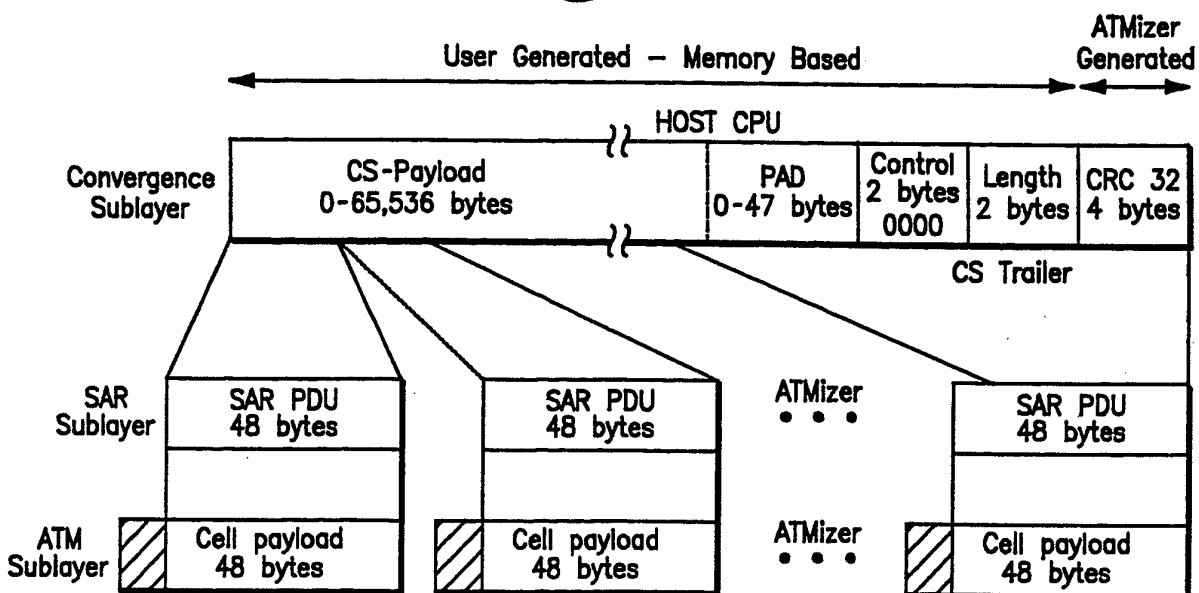 User Generated – Memory Based
ATMizer
Generated
HOST CPU
Convergence
Sublayer
CS-Payload
0-65,536 bytes
PAD
0-47 bytes
Control
2 bytes
0000
Length
2 bytes
CRC 32
4 bytes
CS Trailer
SAR
Sublayer
SAR PDU
48 bytes
SAR PDU
48 bytes
ATMizer
• • •
SAR PDU
48 bytes
ATM
Sublayer
Cell payload
48 bytes
Cell payload
48 bytes
ATMizer
• • •
Cell payload
48 bytes